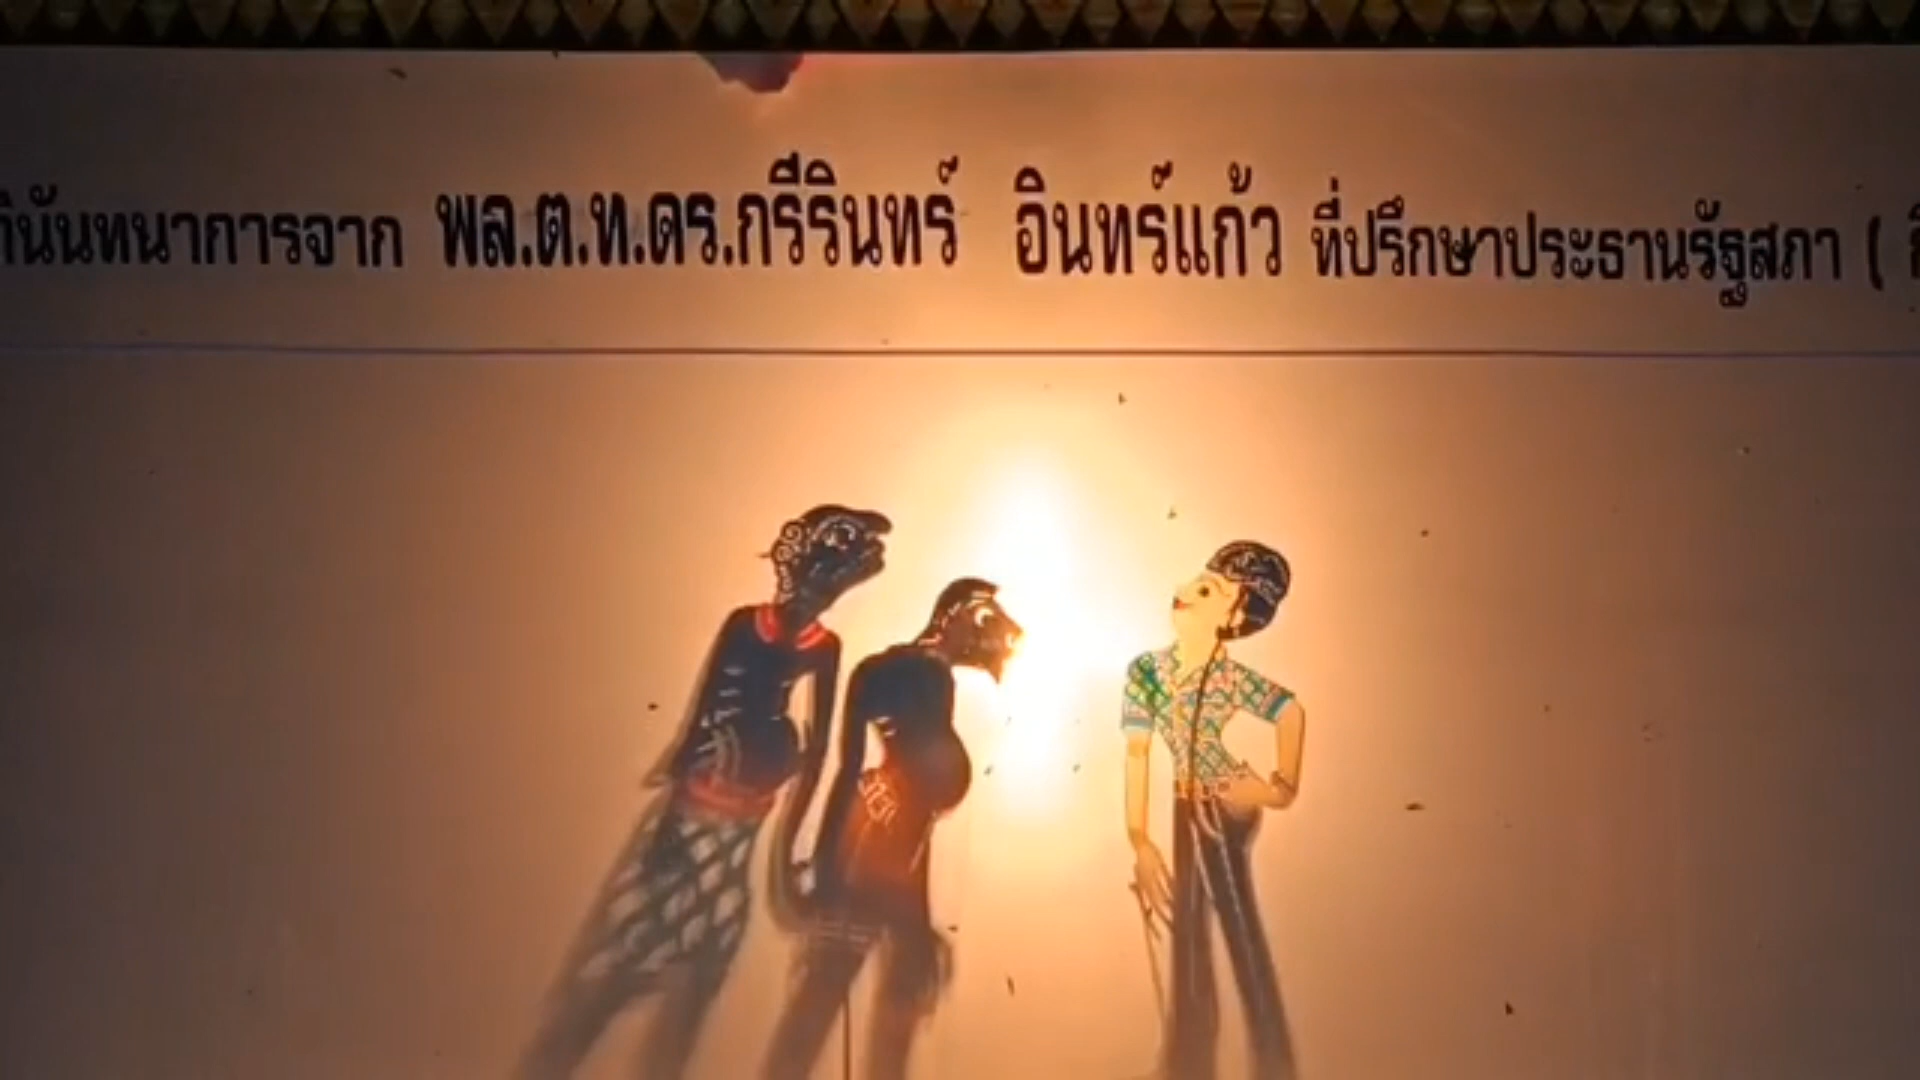 นันทนาการจาก พล.ต.ท.ดร.กรีรินทร์ อินทร์แก้ว ที่ปรึกษาประธานรัฐสภา (